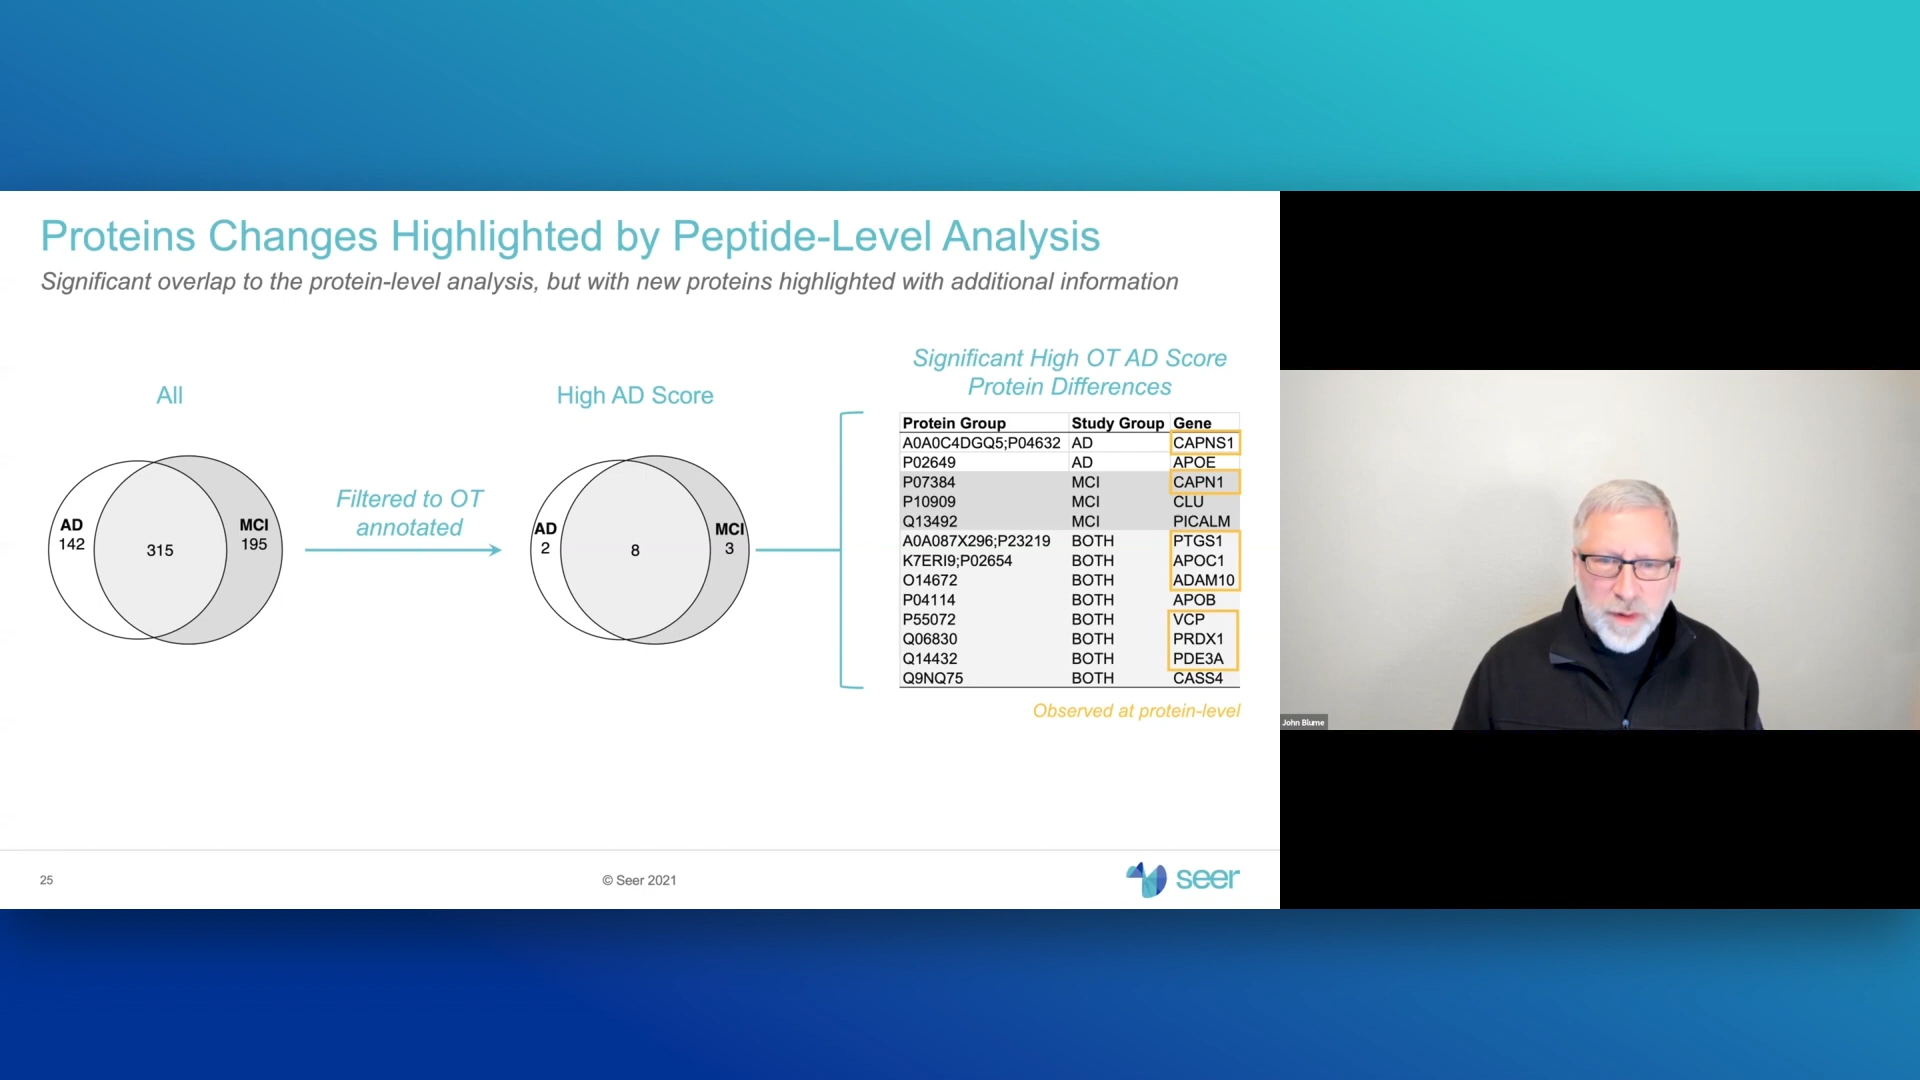 Proteins Changes Highlighted by Peptide-Level Analysis
Significant overlap to the protein-level analysis, but with new proteins highlighted with additional information
All
AD
142
315
MCI
195
Filtered to OT
annotated
High AD Score
AD
2
8
MCI
3
Significant High OT AD Score
Protein Differences
Protein Group Study Group Gene
A0A0C4DGQ5;P04632 AD CAPNS1
P02649 AD APOE
P07384 MCI CAPN1
P10909 MCI CLU
Q13492 MCI PICALM
A0A087X296;P23219 BOTH PTGS1
K7ERI9;P02654 BOTH APOC1
O14672 BOTH ADAM10
P04114 BOTH APOB
P55072 BOTH VCP
Q06830 BOTH PRDX1
Q14432 BOTH PDE3A
Q9NQ75 BOTH CASS4
Observed at protein-level
John Blume
25
© Seer 2021
seer